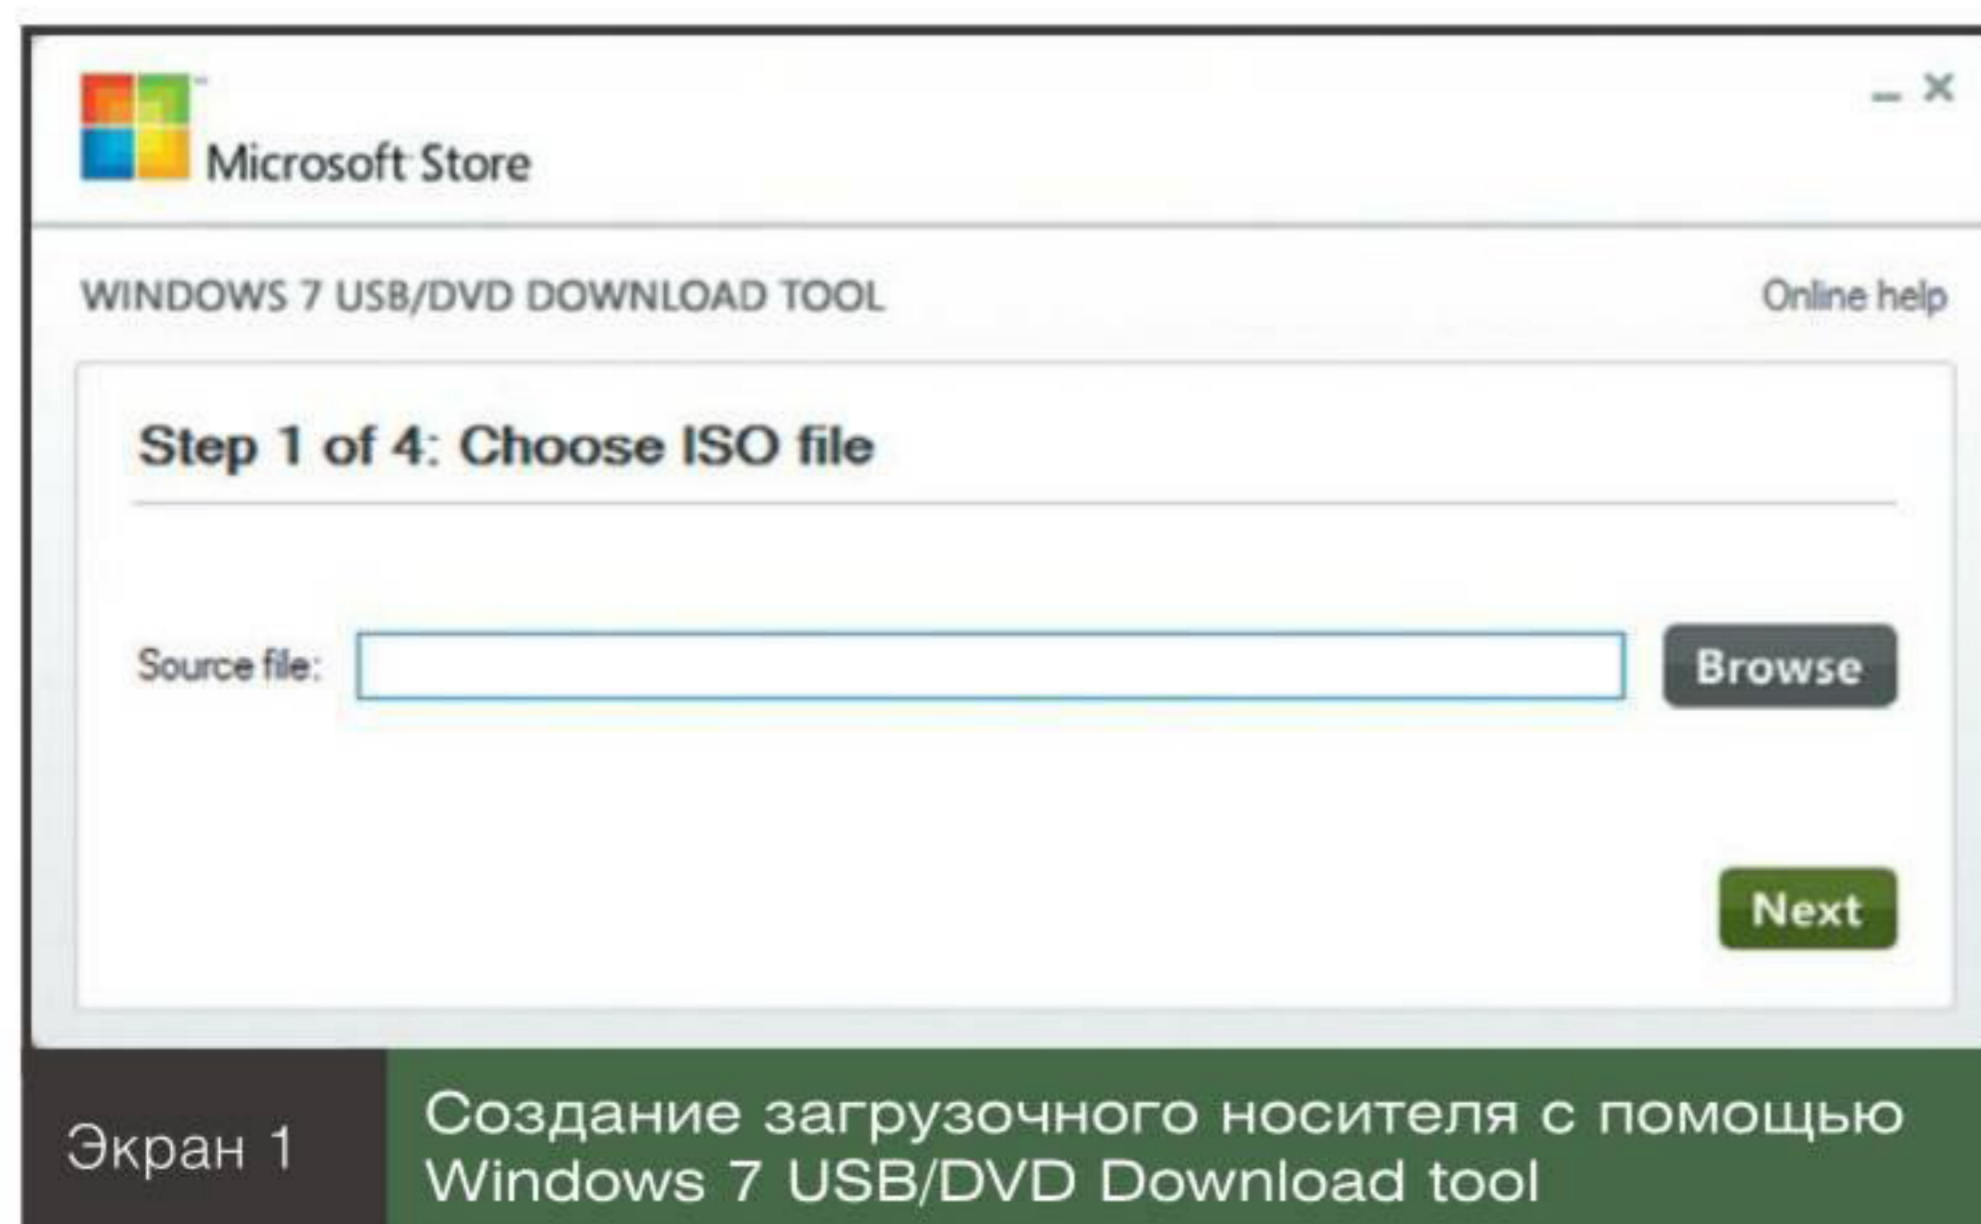 Microsoft Store
WINDOWS 7 USB/DVD DOWNLOAD TOOL
Online help
Step 1 of 4: Choose ISO file
Source file:
Browse
Next
Экран 1
Создание загрузочного носителя с помощью
Windows 7 USB/DVD Download tool